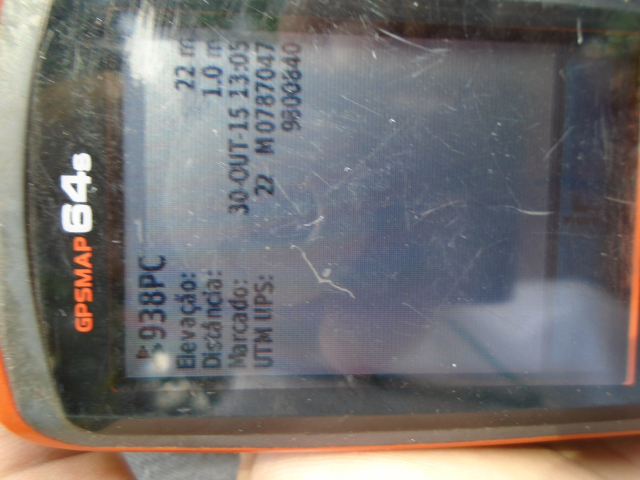 GPSMAP 64s
938PC
Elevação: 22 m
Distância: 1.0 m
Marcado: 30-OUT-15 13:05
UTM UPS: 22 M 0787047
9800840